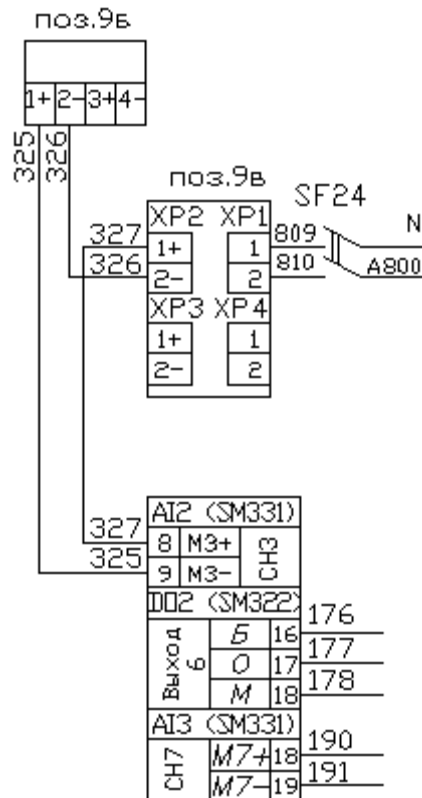 поз.9Б
1+ 2- 3+ 4-
325 326
поз.9в
SF24
XP2 XP1
327 1+ 1 809 N
326 2- 2 810 A800
XP3 XP4
1+ 1
2- 2
AI2 (SM331)
327 8 M3+
325 9 M3-
CH3
DO2 (SM322)
Выход 6
Б 16 176
О 17 177
М 18 178
AI3 (SM331)
CH7
M7+ 18 190
M7- 19 191